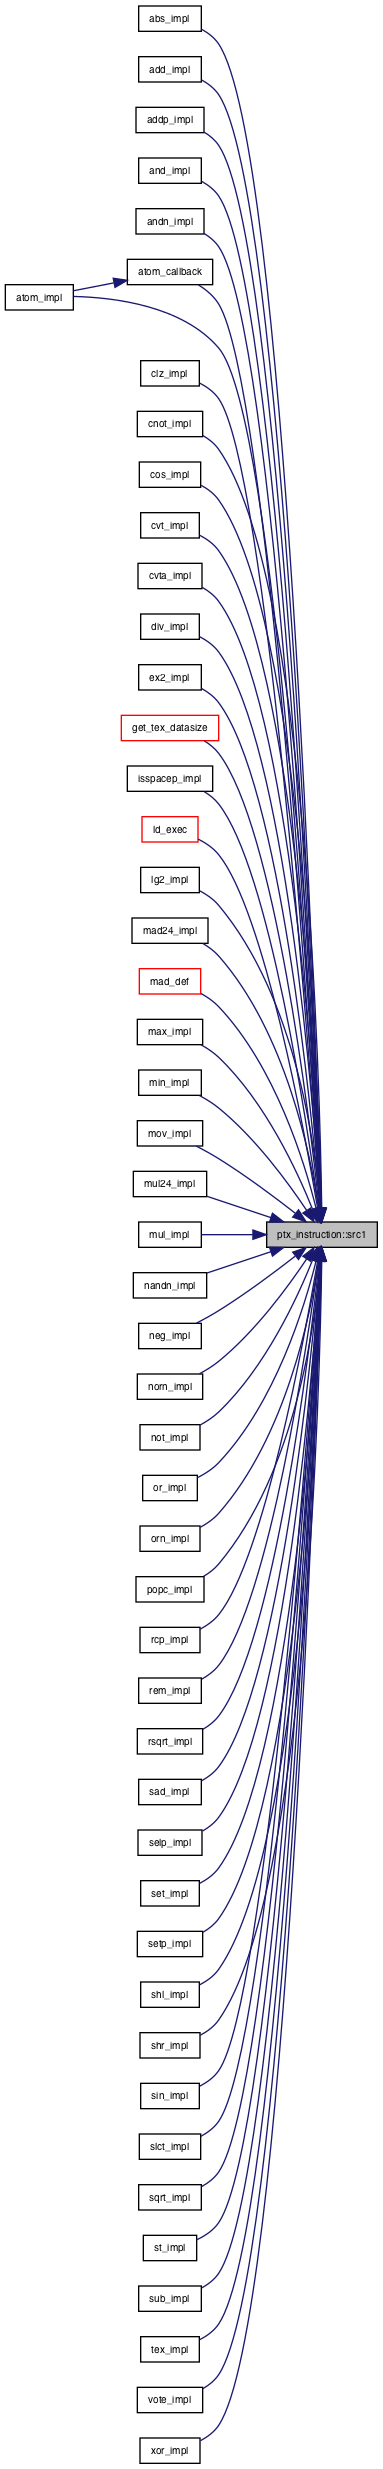 abs_impl
add_impl
addp_impl
and_impl
andn_impl
atom_callback
atom_impl
clz_impl
cnot_impl
cos_impl
cvt_impl
cvta_impl
div_impl
ex2_impl
get_tex_datasize
isspacep_impl
ld_exec
lg2_impl
mad24_impl
mad_def
max_impl
min_impl
mov_impl
mul24_impl
ptx_instruction::src1
mul_impl
nandn_impl
neg_impl
norn_impl
not_impl
or_impl
orn_impl
popc_impl
rcp_impl
rem_impl
rsqrt_impl
sad_impl
selp_impl
set_impl
setp_impl
shl_impl
shr_impl
sin_impl
slct_impl
sqrt_impl
st_impl
sub_impl
tex_impl
vote_impl
xor_impl